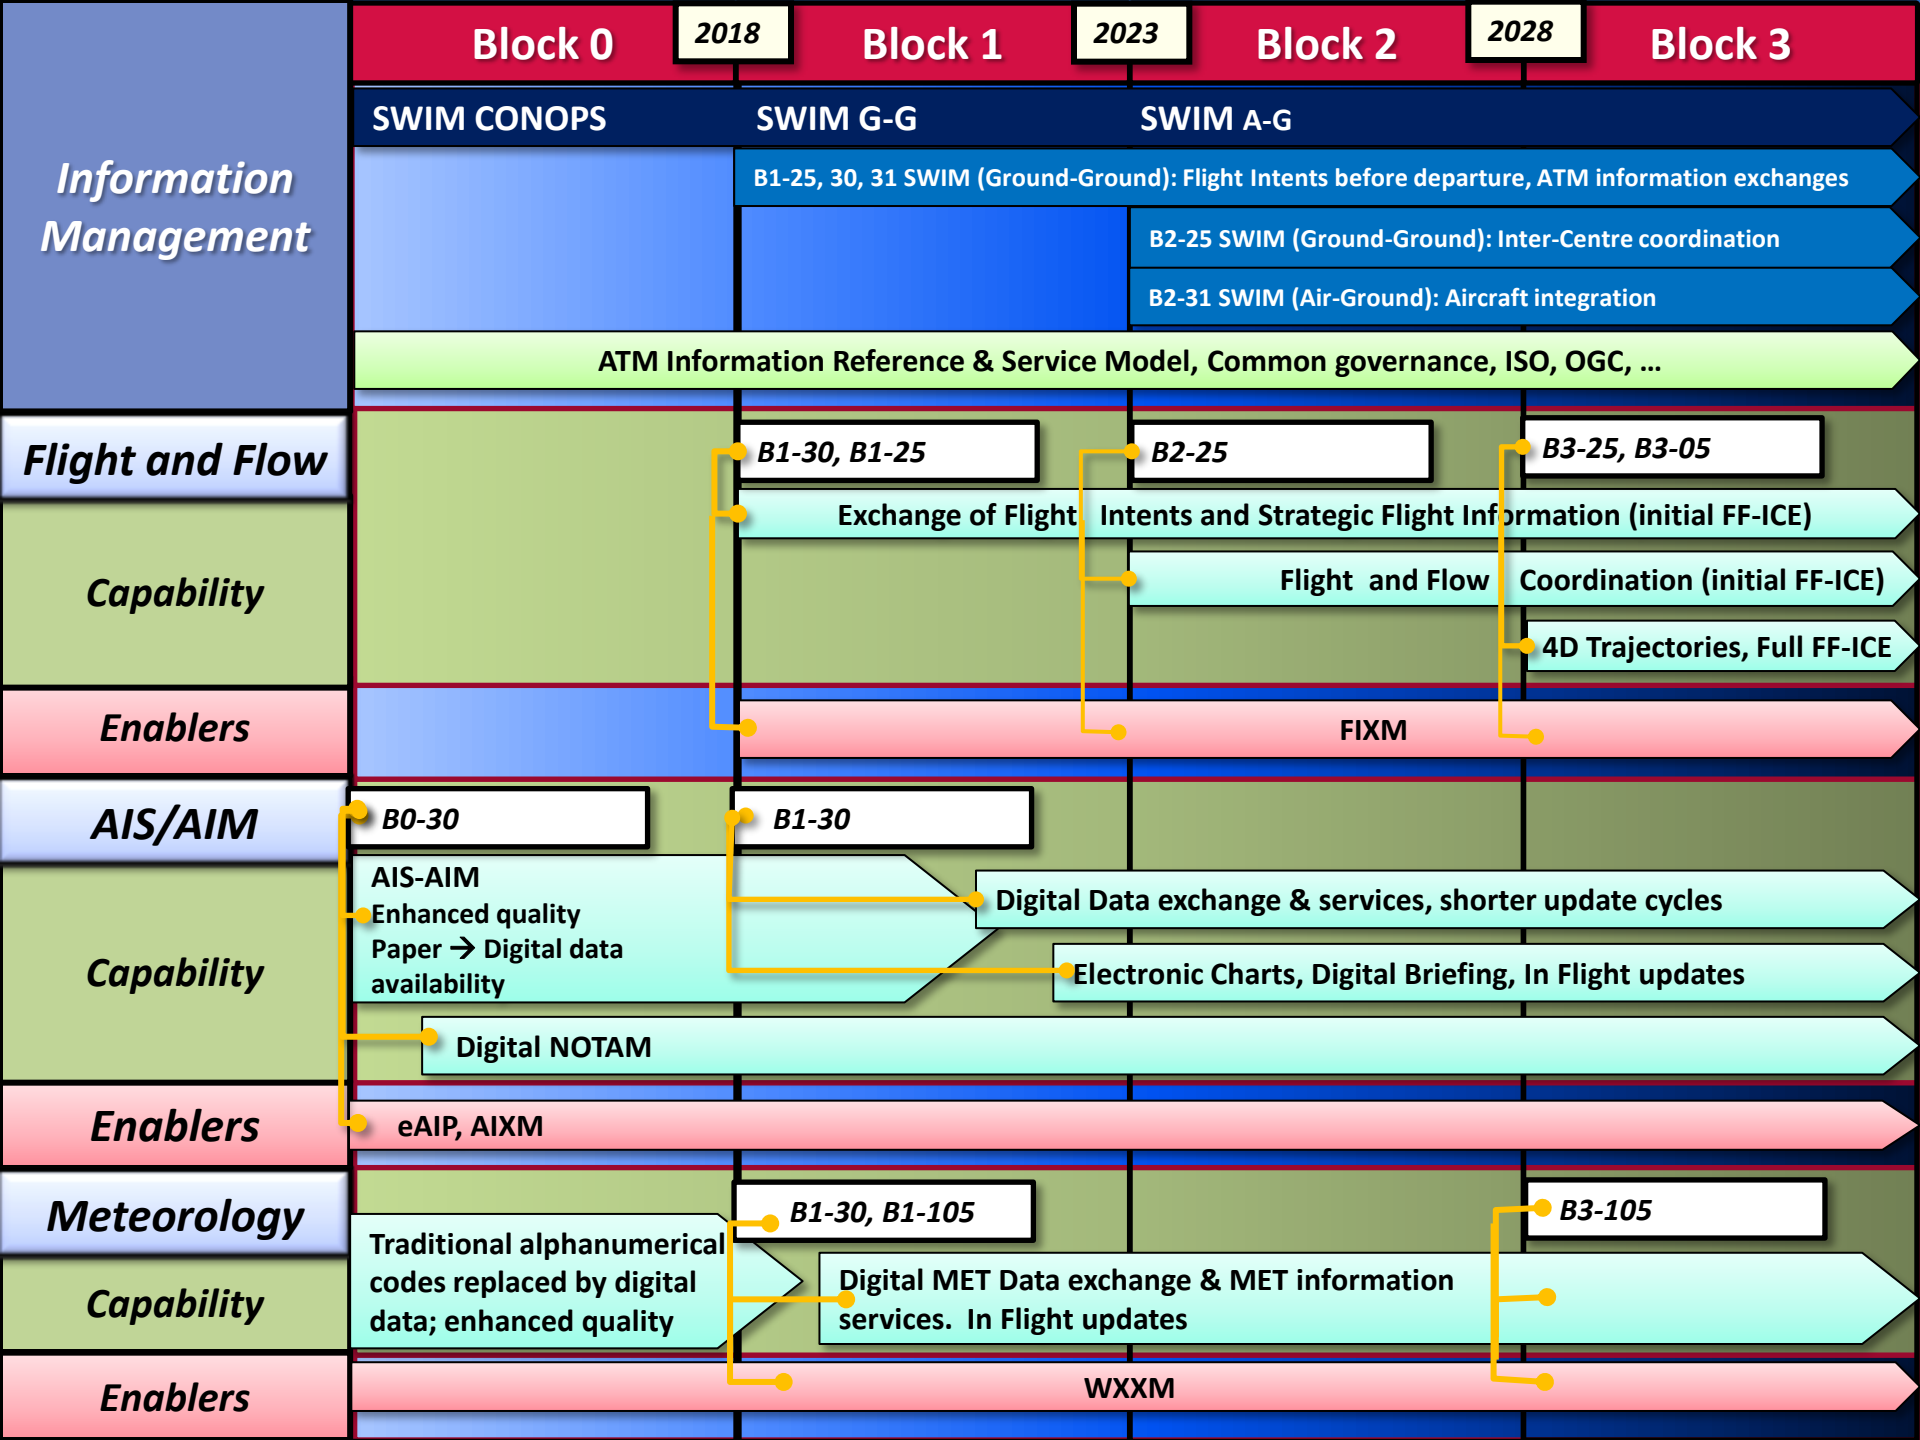 Block 0
2018
Block 1
2023
Block 2
2028
Block 3
Information
Management
SWIM CONOPS
SWIM G-G
SWIM A-G
B1-25, 30, 31 SWIM (Ground-Ground): Flight Intents before departure, ATM information exchanges
B2-25 SWIM (Ground-Ground): Inter-Centre coordination
B2-31 SWIM (Air-Ground): Aircraft integration
ATM Information Reference & Service Model, Common governance, ISO, OGC, ...
Flight and Flow
B1-30, B1-25
B2-25
B3-25, B3-05
Capability
Exchange of Flight Intents and Strategic Flight Information (initial FF-ICE)
Flight and Flow Coordination (initial FF-ICE)
4D Trajectories, Full FF-ICE
Enablers
FIXM
AIS/AIM
B0-30
B1-30
Capability
AIS-AIM
Enhanced quality
Paper → Digital data
availability
Digital Data exchange & services, shorter update cycles
Electronic Charts, Digital Briefing, In Flight updates
Digital NOTAM
Enablers
eAIP, AIXM
Meteorology
B1-30, B1-105
B3-105
Capability
Traditional alphanumerical
codes replaced by digital
data; enhanced quality
Digital MET Data exchange & MET information
services. In Flight updates
Enablers
WXXM